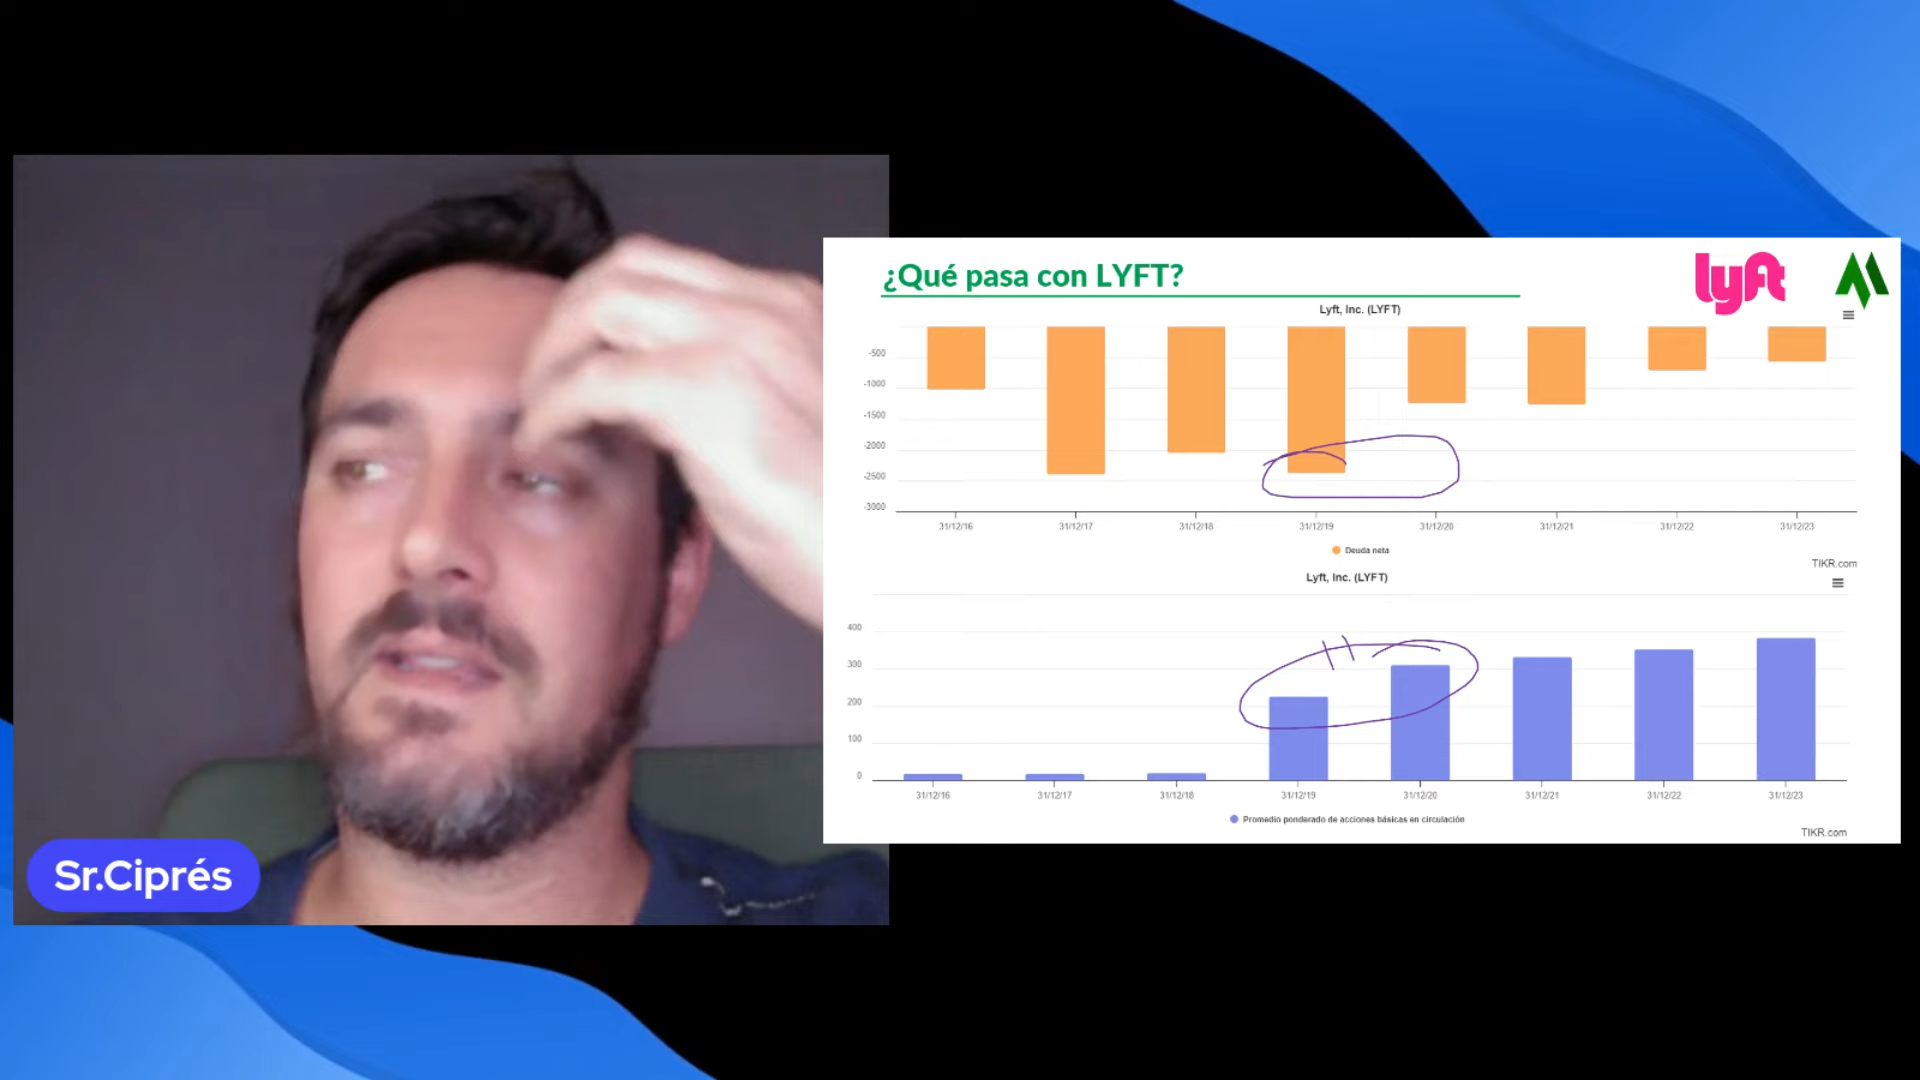 ¿Qué pasa con LYFT?
lyft
Lyft, Inc. (LYFT)
-500
-1000
-1500
-2000
-2500
-3000
31/12/16 31/12/17 31/12/18 31/12/19 31/12/20 31/12/21 31/12/22 31/12/23
Deuda neta
TIKR.com
Lyft, Inc. (LYFT)
400
300
200
100
0
31/12/16 31/12/17 31/12/18 31/12/19 31/12/20 31/12/21 31/12/22 31/12/23
Promedio ponderado de acciones básicas en circulación
TIKR.com
Sr.Ciprés